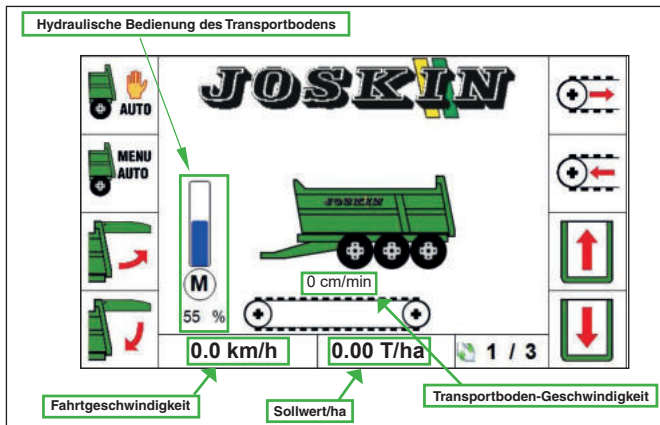 Hydraulische Bedienung des Transportbodens
AUTO
JOSKIN
MENU
AUTO
JOSKIN
M
0 cm/min
55 %
0.0 km/h
0.00 T/ha
1 / 3
Fahrtgeschwindigkeit
Sollwert/ha
Transportboden-Geschwindigkeit